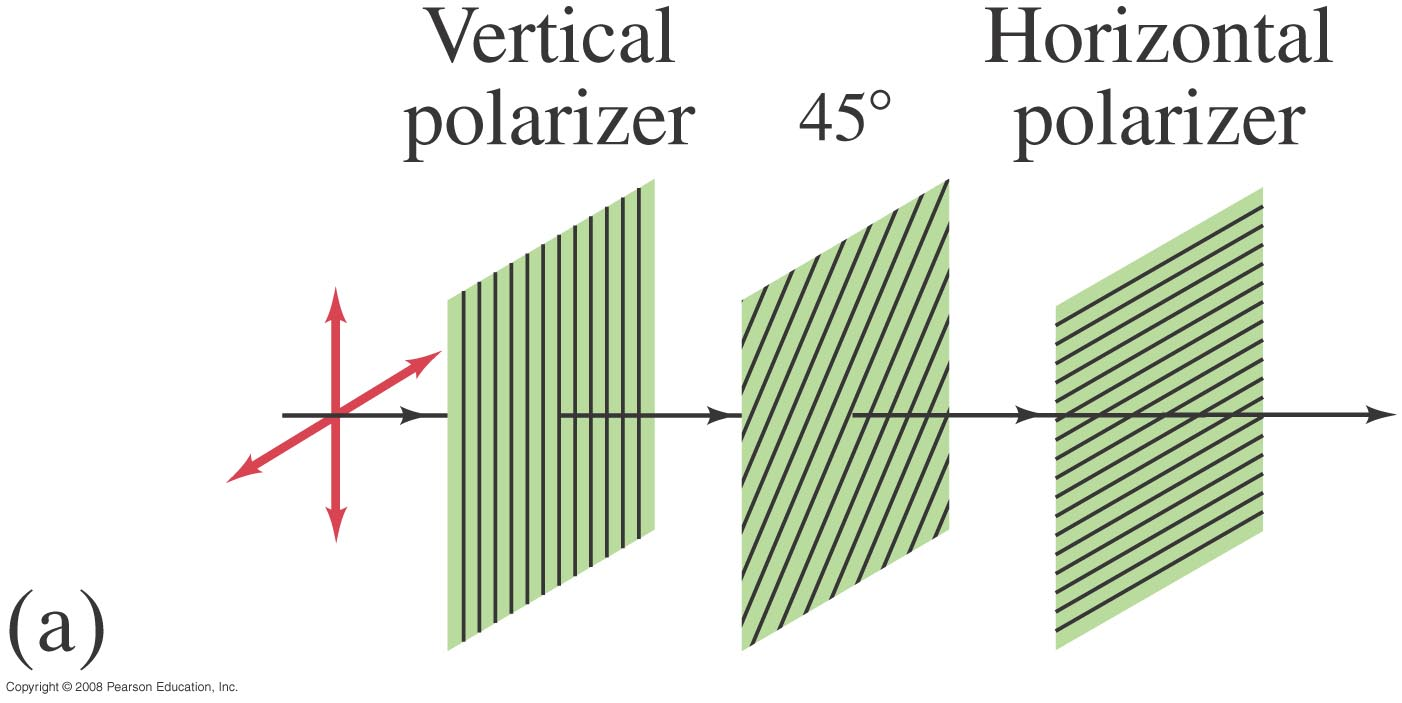 Vertical
polarizer
45°
Horizontal
polarizer
(a)
Copyright © 2008 Pearson Education, Inc.